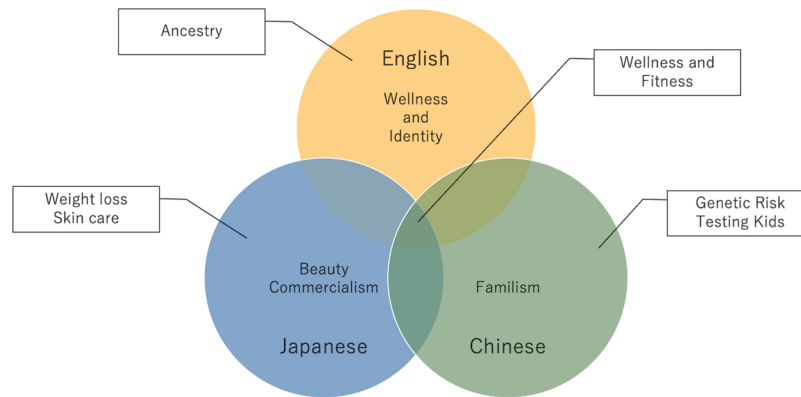 Ancestry
English
Wellness
and
Identity
Wellness and
Fitness
Weight loss
Skin care
Genetic Risk
Testing Kids
Beauty
Commercialism
Familism
Japanese
Chinese